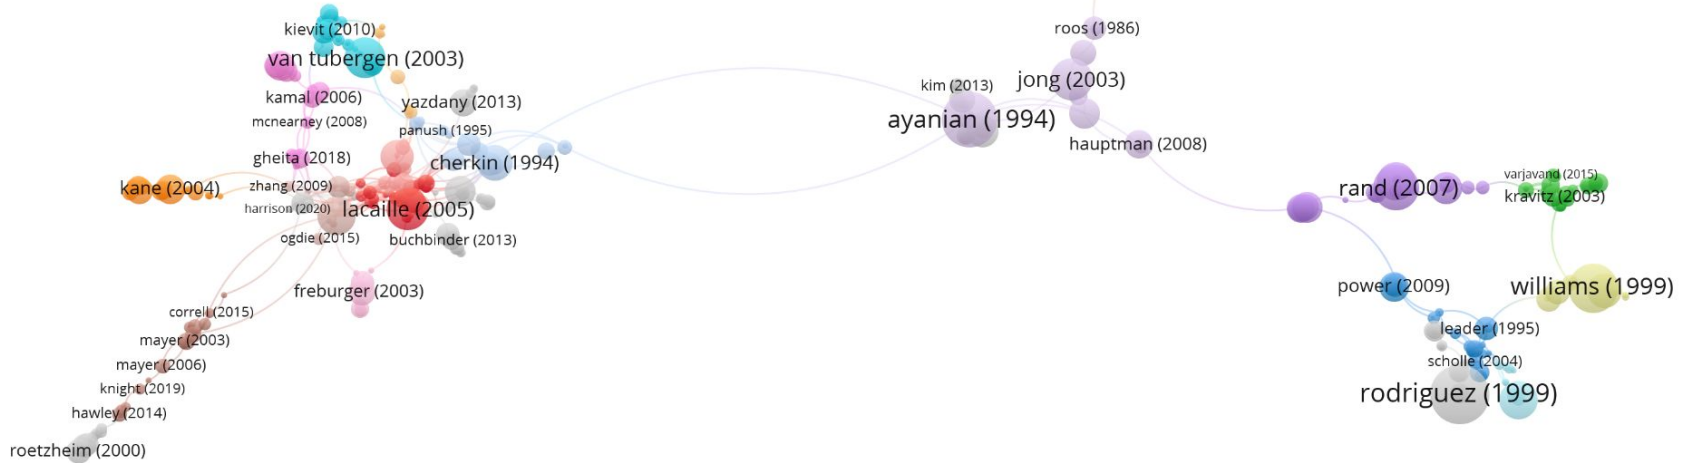 kievit (2010)
van tubergen (2003)
kamal (2006)
yazdany (2013)
mcnearney (2008)
panush (1995)
gheita (2018)
cherkin (1994)
kane (2004)
zhang (2009)
harrison (2020)
lacaille (2005)
ogdie (2015)
buchbinder (2013)
freburger (2003)
correll (2015)
mayer (2003)
mayer (2006)
knight (2019)
hawley (2014)
roetzheim (2000)
roos (1986)
jong (2003)
kim (2013)
ayanian (1994)
hauptman (2008)
rand (2007)
varjavand (2015)
kravitz (2003)
power (2009)
williams (1999)
leader (1995)
scholle (2004)
rodriguez (1999)